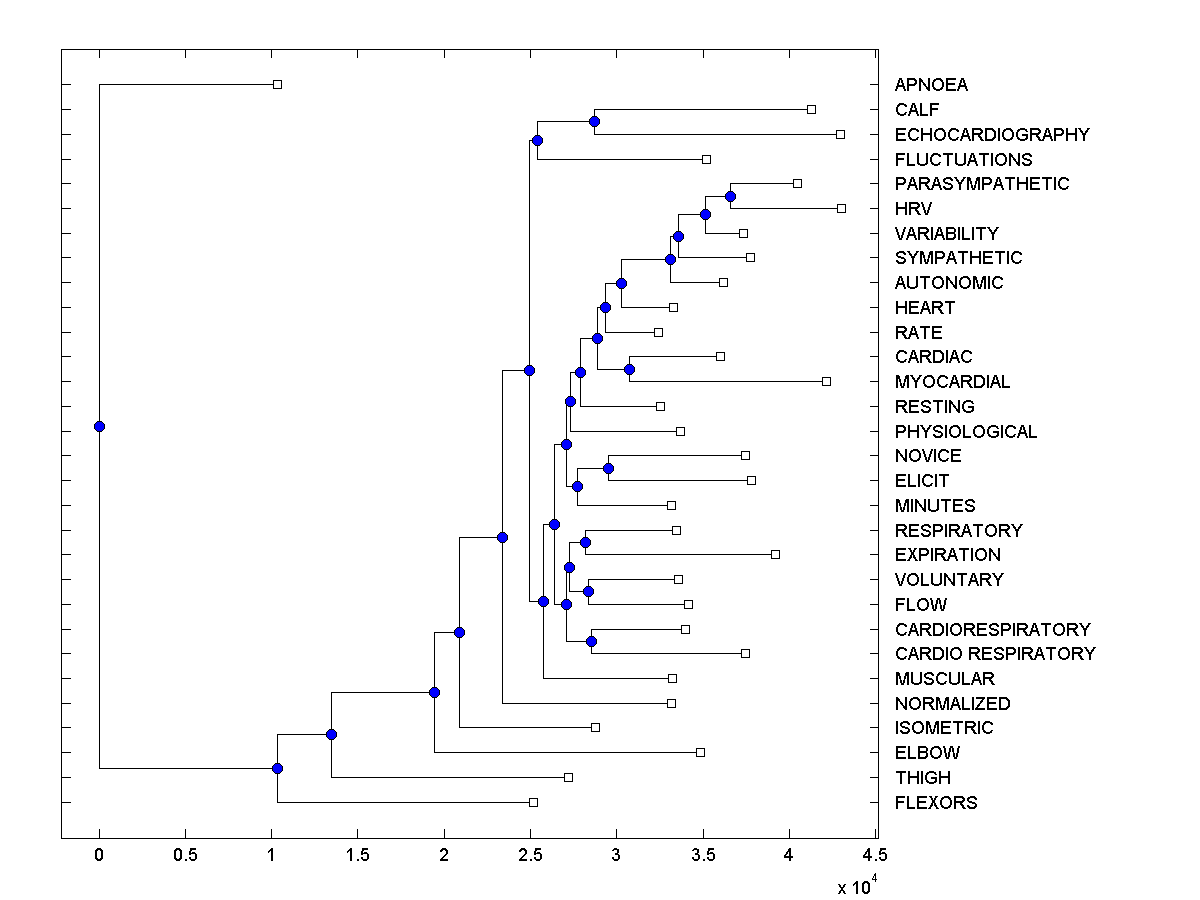 APNOEA
CALF
ECHOCARDIOGRAPHY
FLUCTUATIONS
PARASYMPATHETIC
HRV
VARIABILITY
SYMPATHETIC
AUTONOMIC
HEART
RATE
CARDIAC
MYOCARDIAL
RESTING
PHYSIOLOGICAL
NOVICE
ELICIT
MINUTES
RESPIRATORY
EXPIRATION
VOLUNTARY
FLOW
CARDIORESPIRATORY
CARDIO RESPIRATORY
MUSCULAR
NORMALIZED
ISOMETRIC
ELBOW
THIGH
FLEXORS
0 0.5 1 1.5 2 2.5 3 3.5 4 4.5
x 10^4